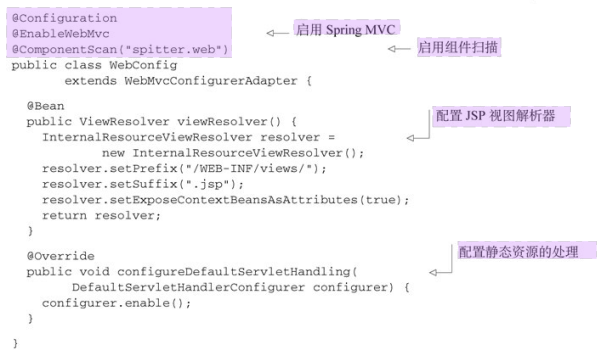 @Configuration
@EnableWebMvc
启用 Spring MVC
@ComponentScan("spitter.web")
启用组件扫描
public class WebConfig
extends WebMvcConfigurerAdapter {
@Bean
public ViewResolver viewResolver() {
配置 JSP 视图解析器
InternalResourceViewResolver resolver =
new InternalResourceViewResolver();
resolver.setPrefix("/WEB-INF/views/");
resolver.setSuffix(".jsp");
resolver.setExposeContextBeansAsAttributes(true);
return resolver;
}
@Override
配置静态资源的处理
public void configureDefaultServletHandling(
DefaultServletHandlerConfigurer configurer) {
configurer.enable();
}
}